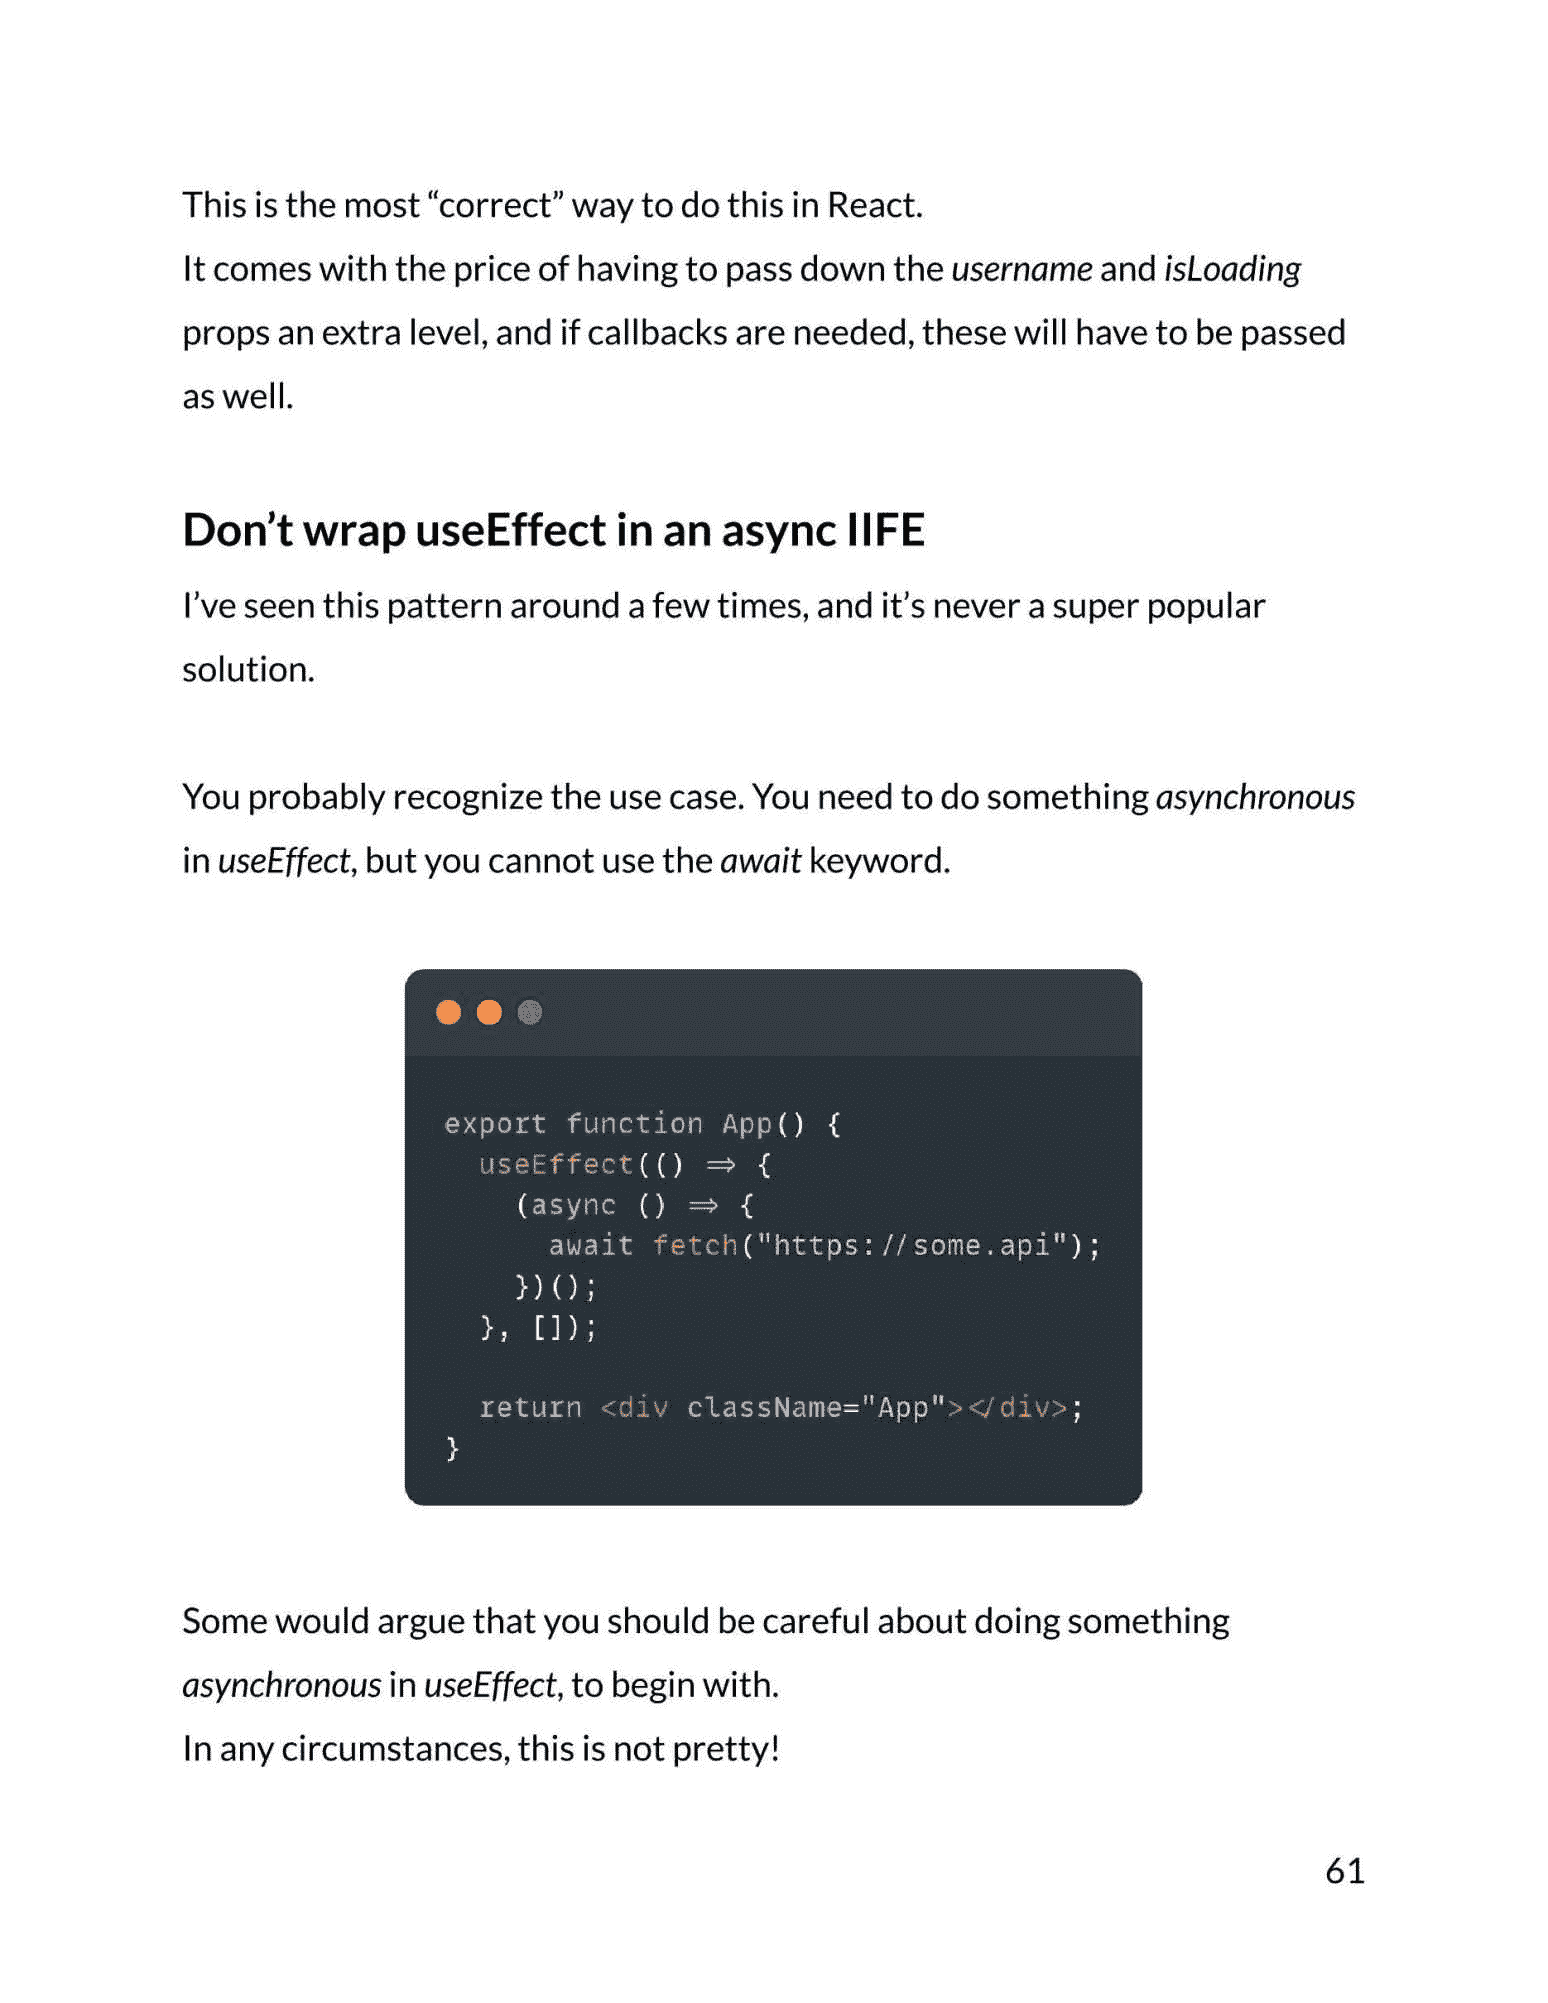 This is the most “correct” way to do this in React.
It comes with the price of having to pass down the username and isLoading
props an extra level, and if callbacks are needed, these will have to be passed
as well.
Don’t wrap useEffect in an async IIFE
I’ve seen this pattern around a few times, and it’s never a super popular
solution.
You probably recognize the use case. You need to do something asynchronous
in useEffect, but you cannot use the await keyword.
export function App() {
  useEffect(() => {
    (async () => {
      await fetch("https://some.api");
    })();
  }, []);

  return <div className="App"></div>;
}
Some would argue that you should be careful about doing something
asynchronous in useEffect, to begin with.
In any circumstances, this is not pretty!
61